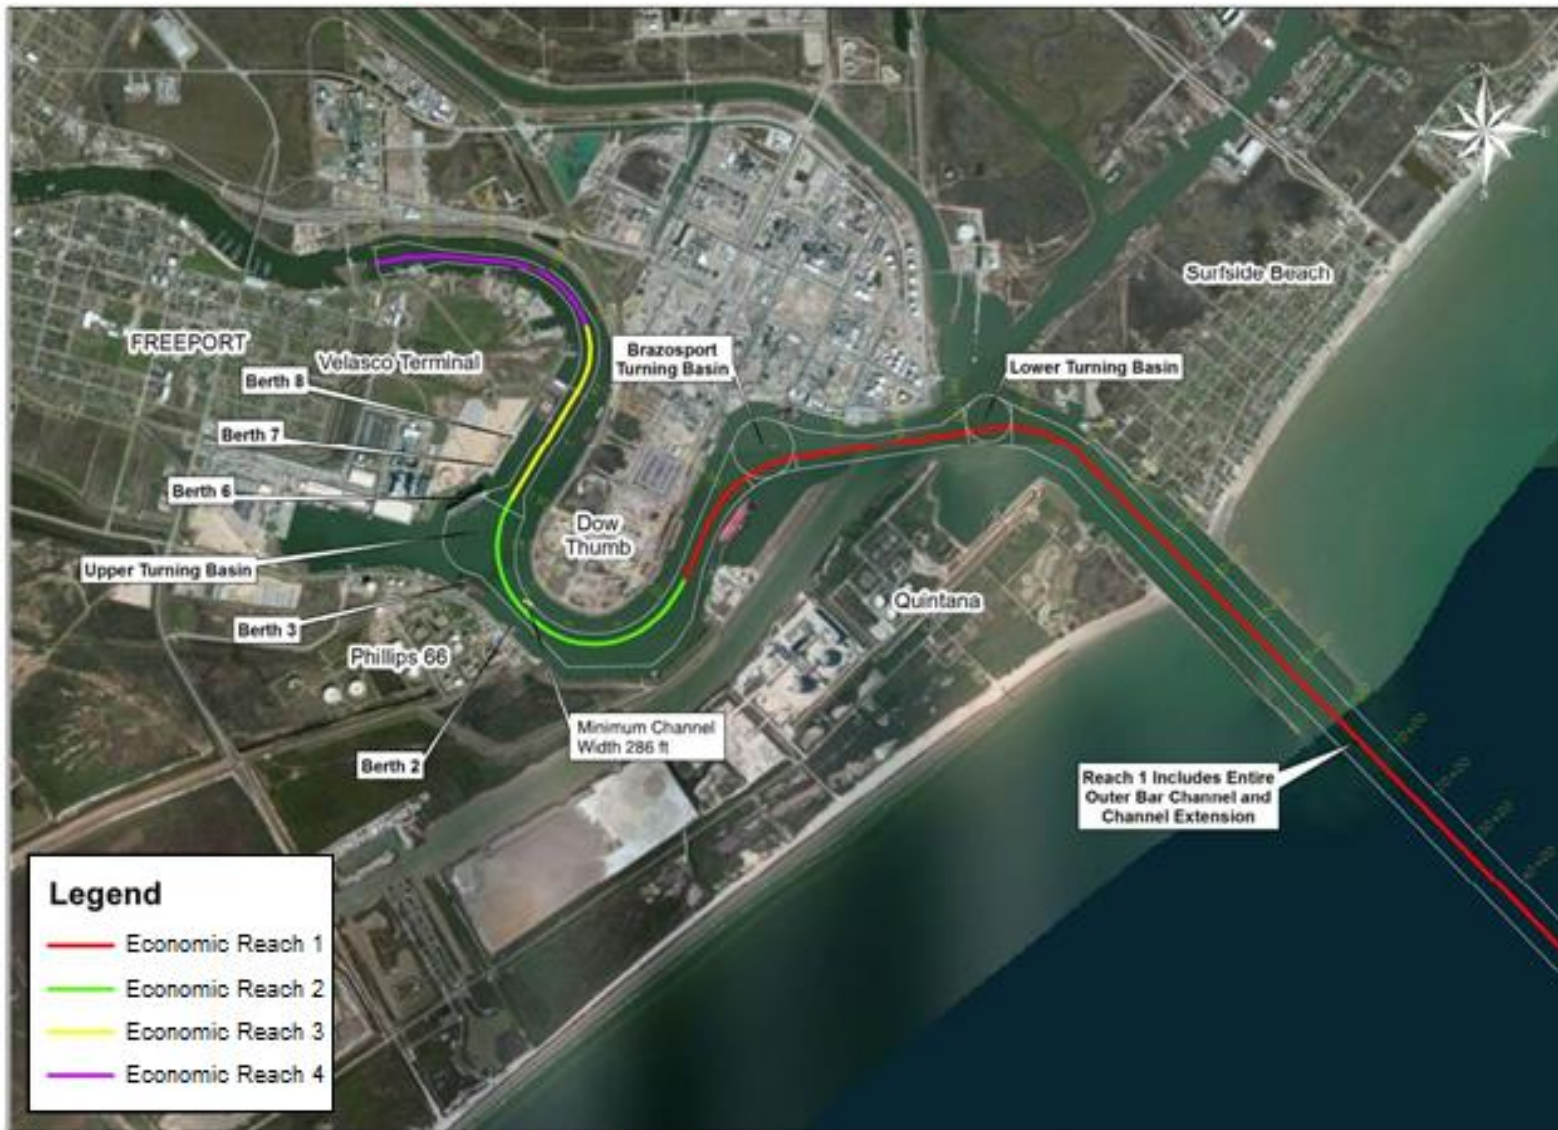 Surfside Beach
FREEPORT
Velasco Terminal
Brazosport
Turning Basin
Lower Turning Basin
Berth 8
Berth 7
Berth 6
Dow
Thumb
Upper Turning Basin
Quintana
Berth 3
Phillips 66
Minimum Channel
Width 286 ft
Berth 2
Reach 1 Includes Entire
Outer Bar Channel and
Channel Extension
Legend
Economic Reach 1
Economic Reach 2
Economic Reach 3
Economic Reach 4